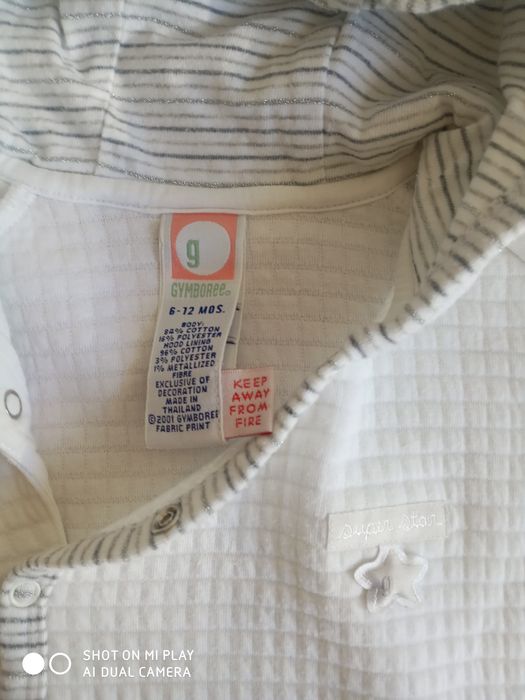 g
GYMBOREE®
6-12 MOS.
BODY:
84% COTTON
16% POLYESTER
HOOD LINING
96% COTTON
3% POLYESTER
1% METALLIZED
FIBRE
EXCLUSIVE OF
DECORATION
MADE IN
THAILAND
©2001 GYMBOREE
FABRIC PRINT
KEEP
AWAY
FROM
FIRE
super star
g
SHOT ON MI PLAY
AI DUAL CAMERA